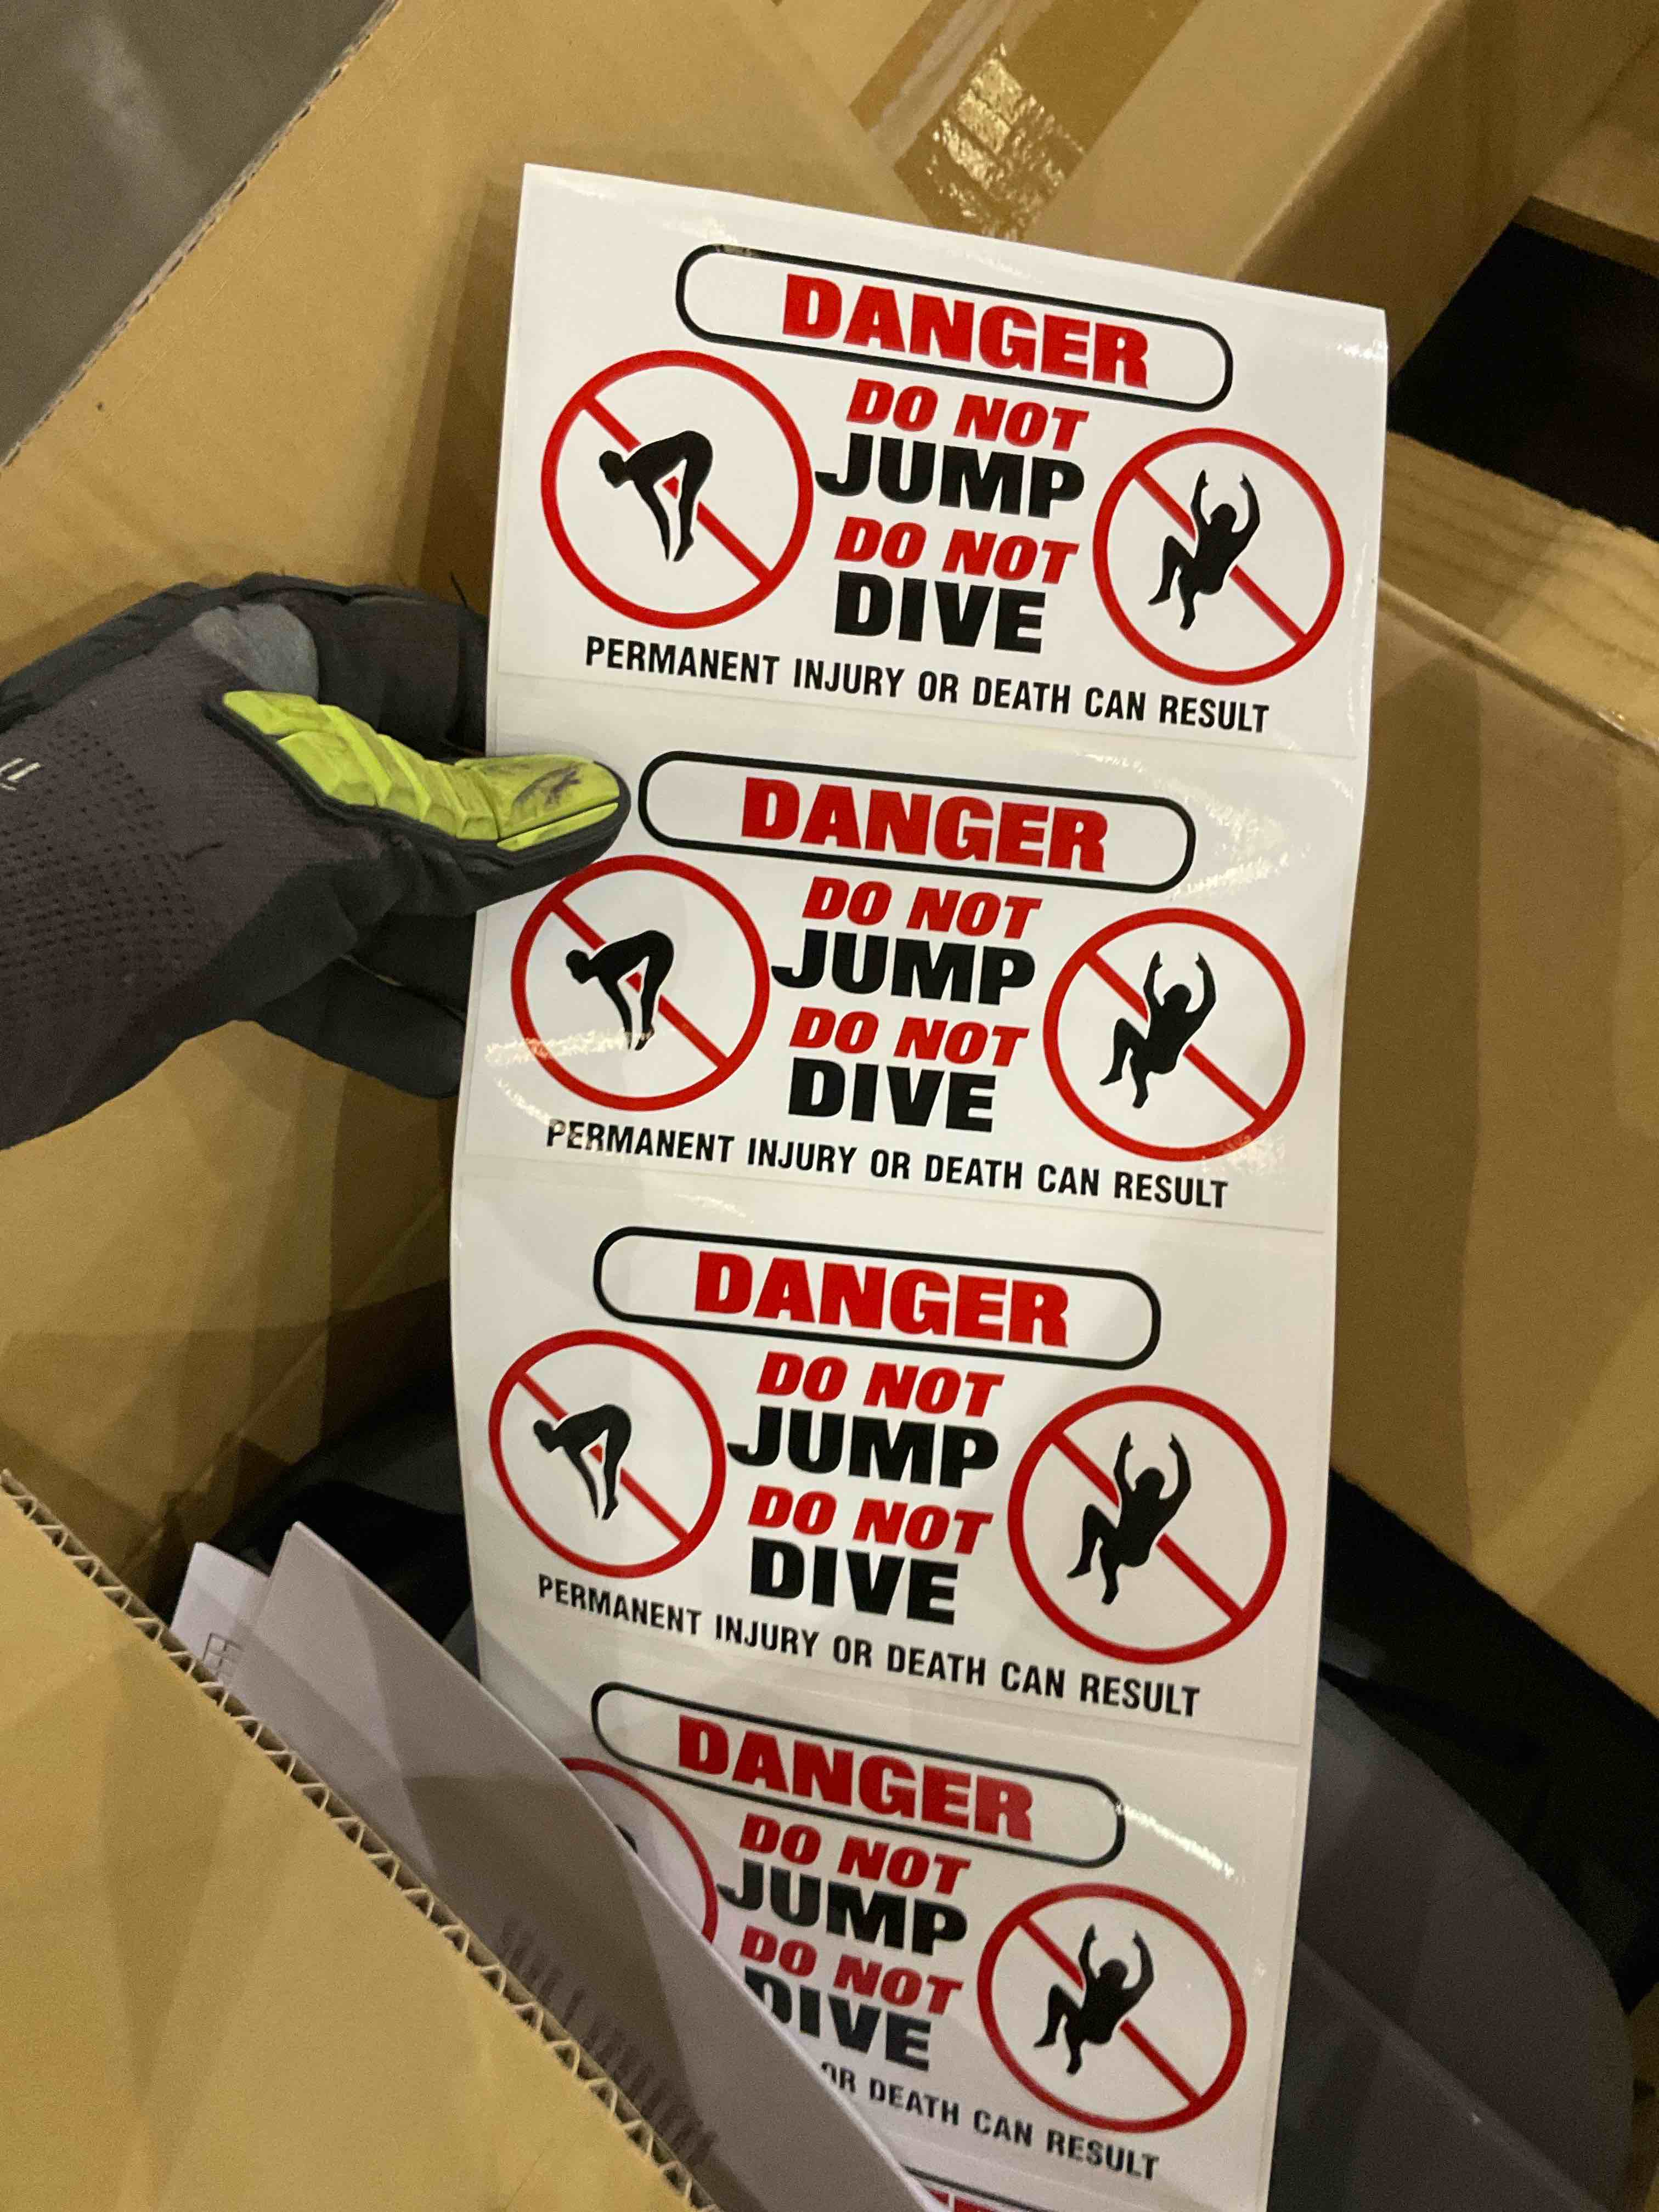 DANGER
DO NOT
JUMP
DO NOT
DIVE
PERMANENT INJURY OR DEATH CAN RESULT
DANGER
DO NOT
JUMP
DO NOT
DIVE
PERMANENT INJURY OR DEATH CAN RESULT
DANGER
DO NOT
JUMP
DO NOT
DIVE
PERMANENT INJURY OR DEATH CAN RESULT
DANGER
DO NOT
JUMP
DO NOT
DIVE
OR DEATH CAN RESULT